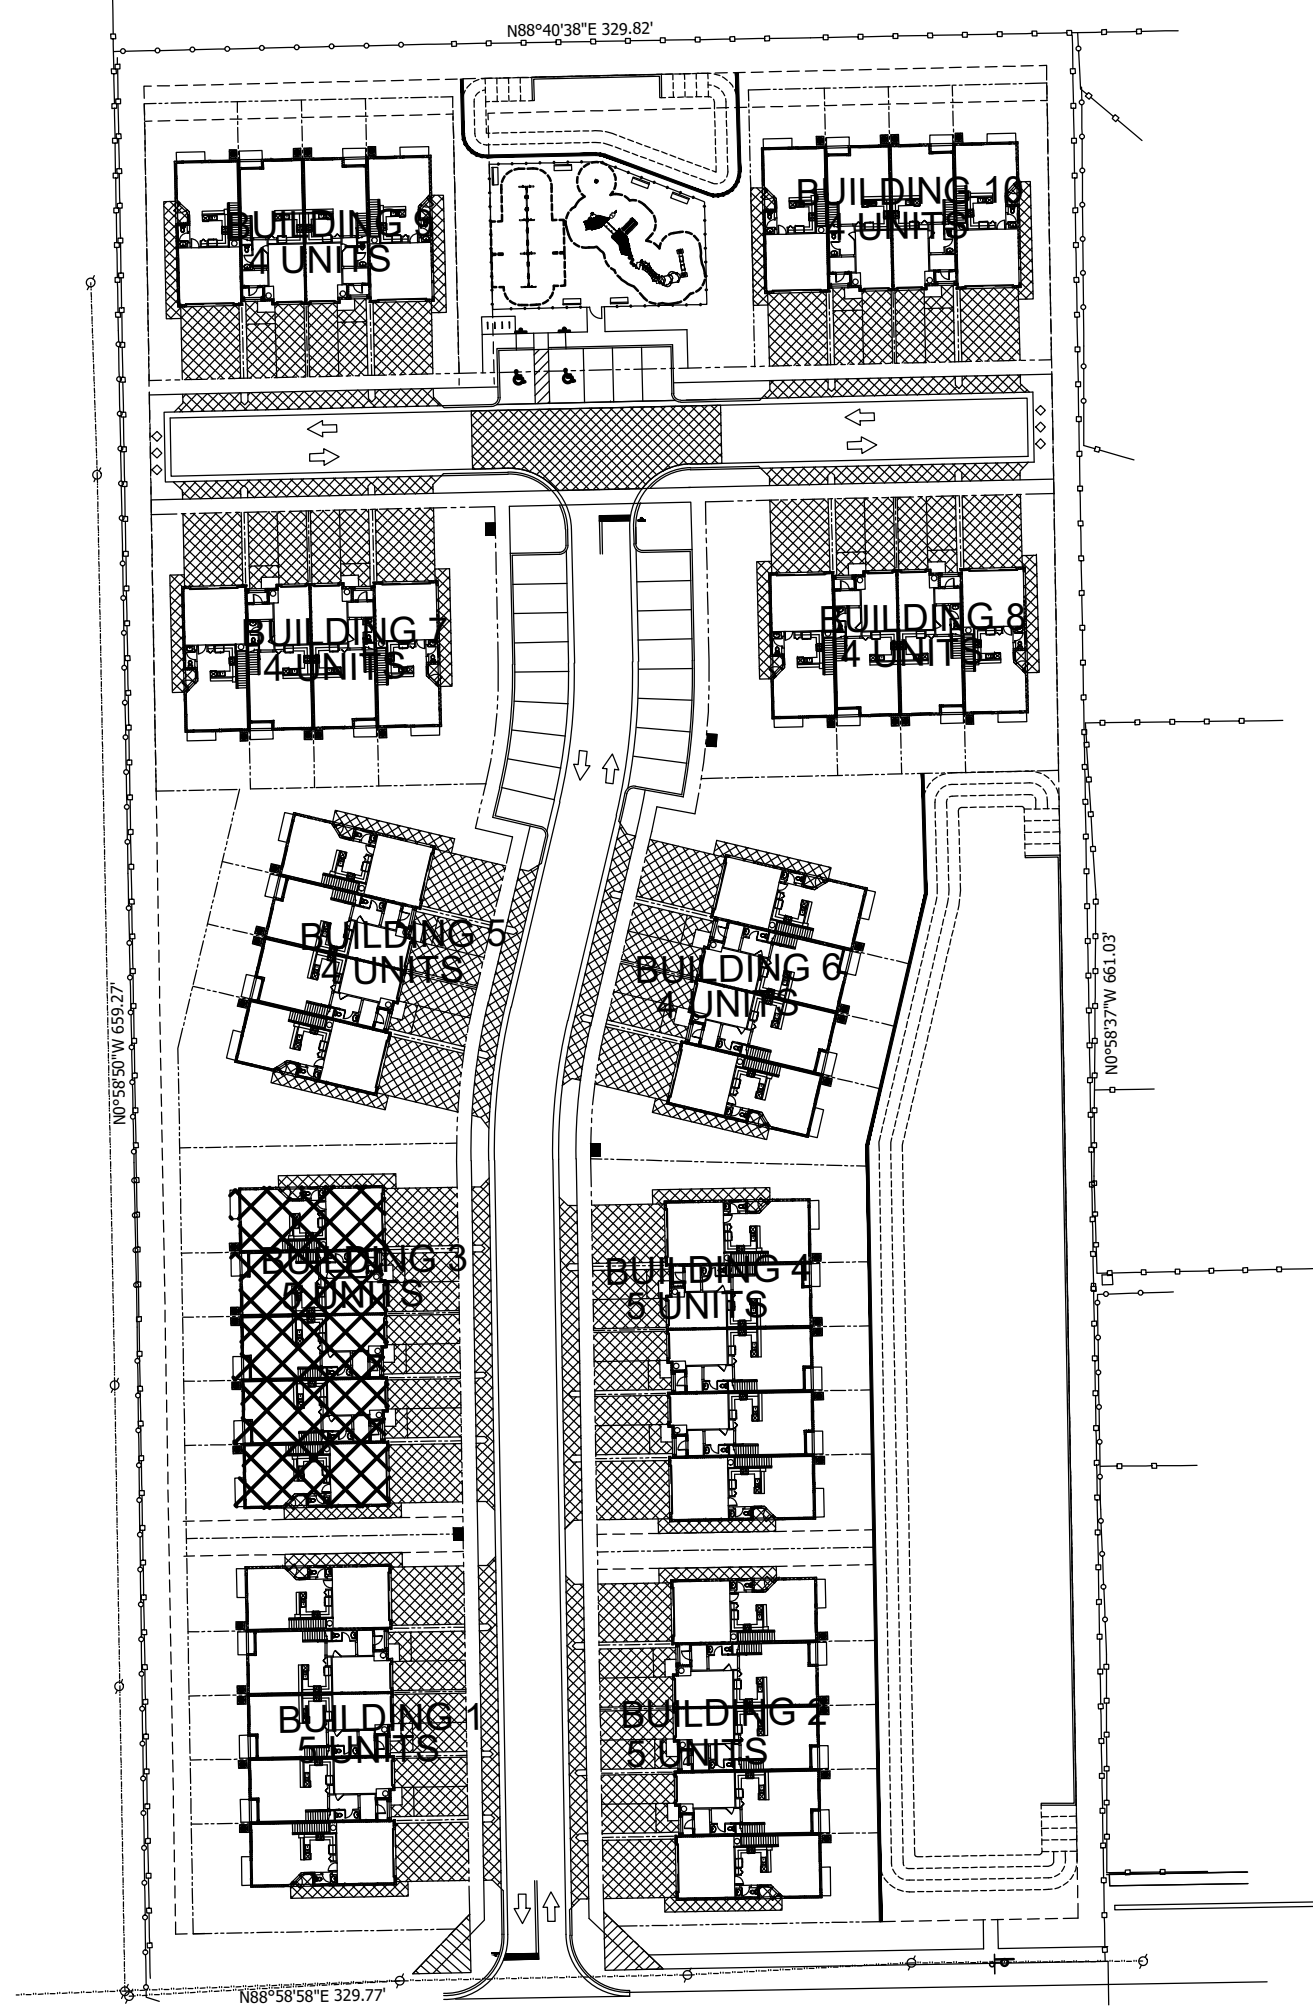 N88°40'38"E 329.82'
BUILDING 9
4 UNITS
BUILDING 10
4 UNITS
BUILDING 7
4 UNITS
BUILDING 8
4 UNITS
BUILDING 5
4 UNITS
BUILDING 6
4 UNITS
N0°58'50"W 659.27'
N0°58'37"W 661.03'
BUILDING 3
5 UNITS
BUILDING 4
5 UNITS
BUILDING 1
5 UNITS
BUILDING 2
5 UNITS
N88°58'58"E 329.77'